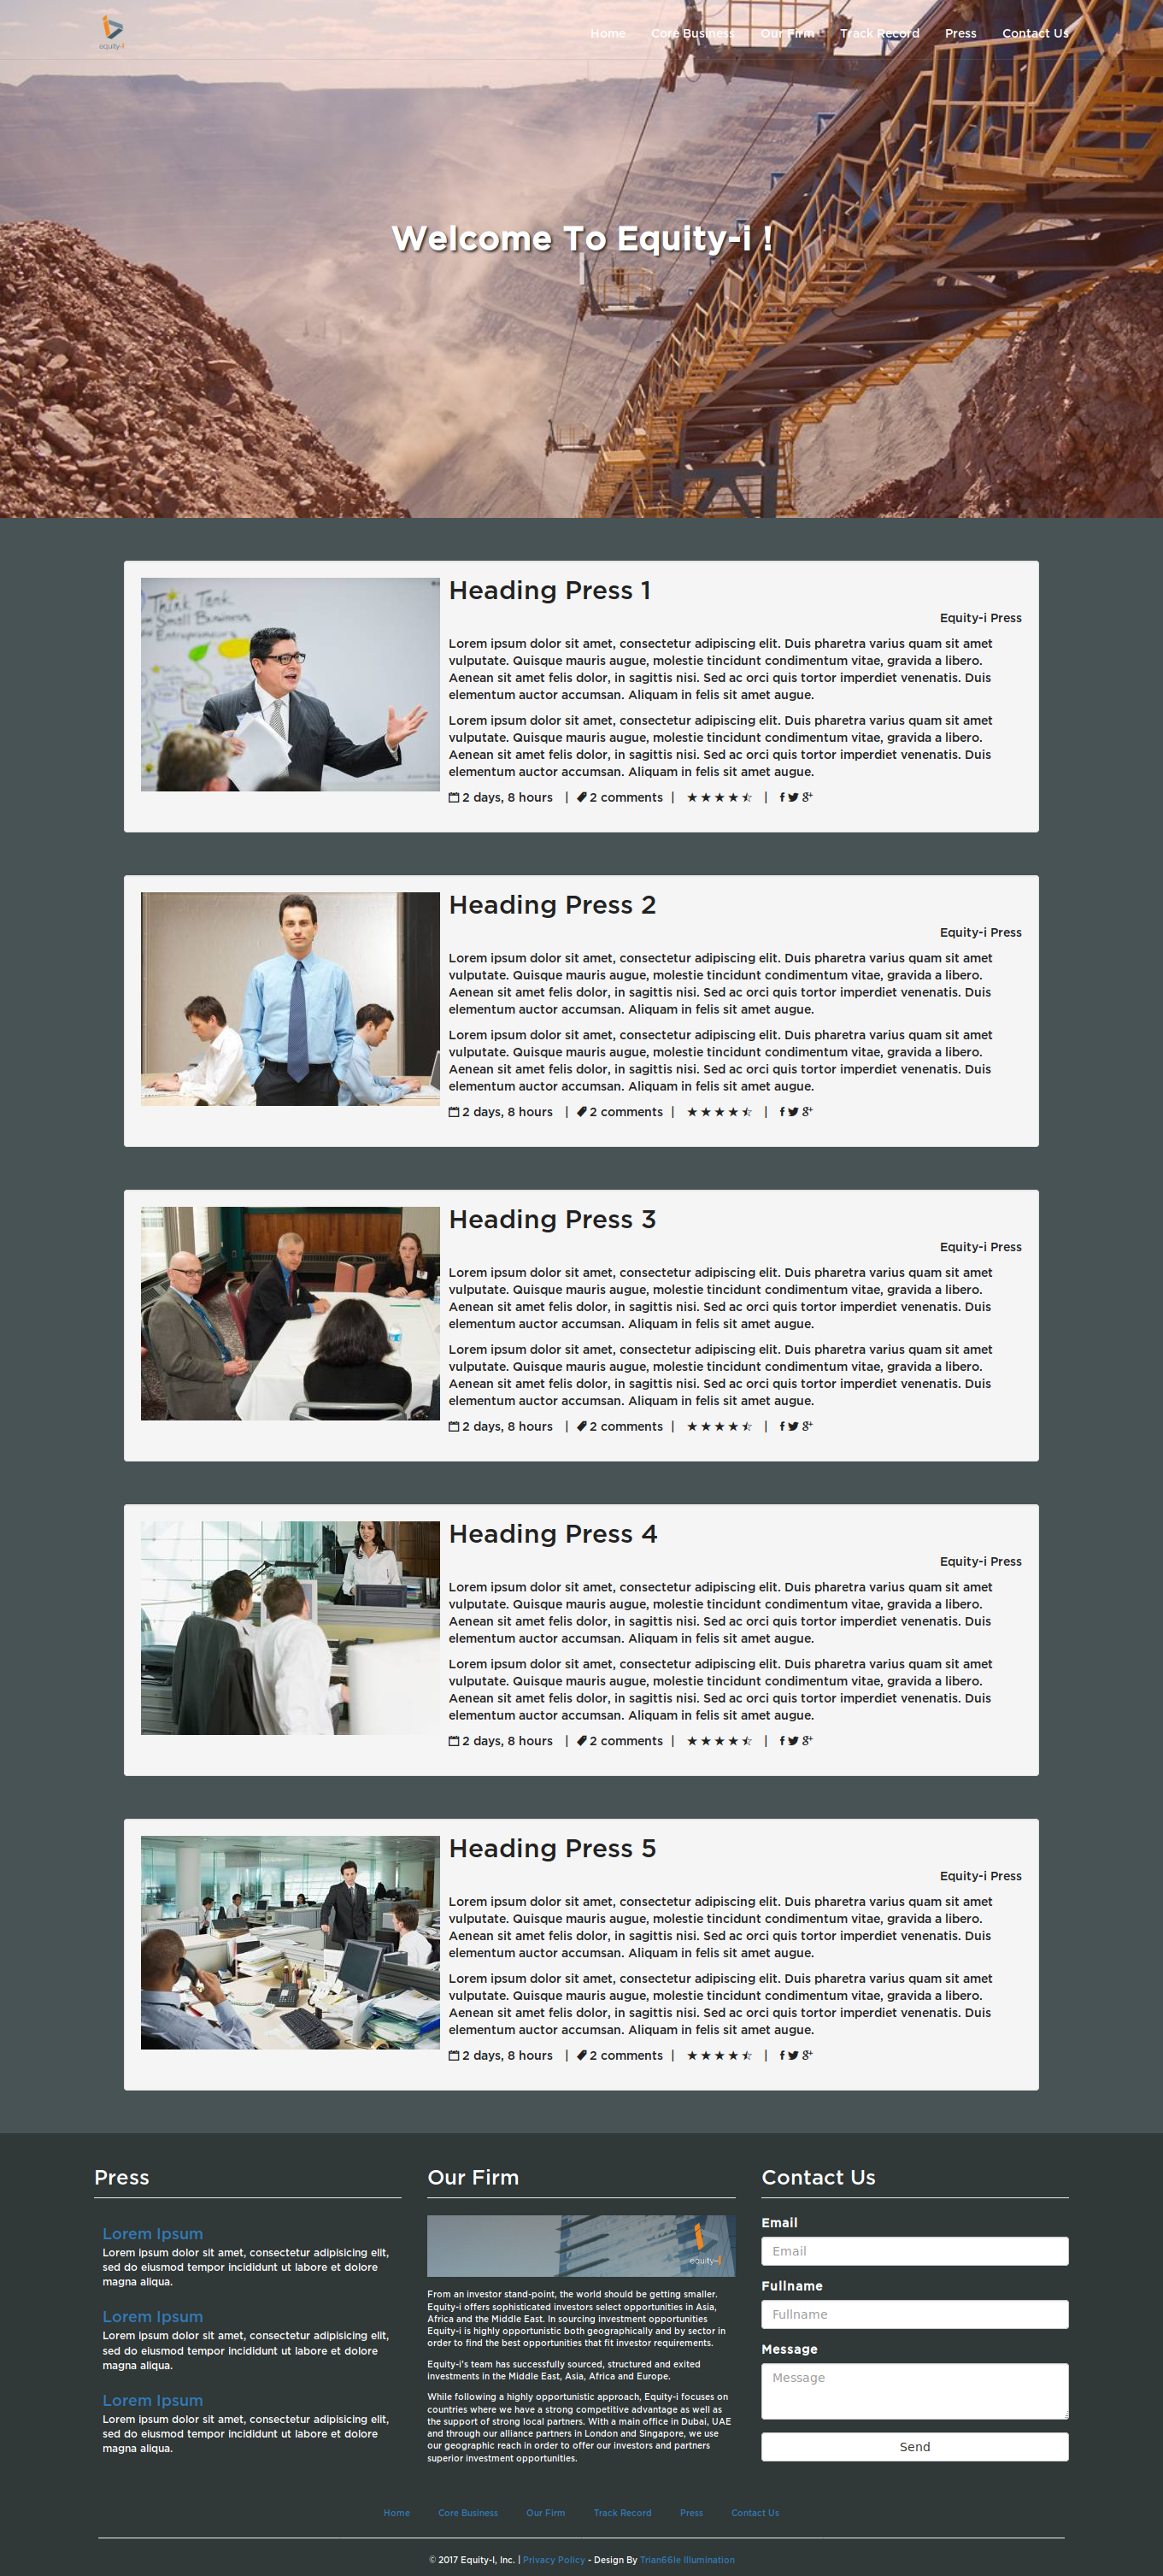 equity-i
Home Core Business Our Firm Track Record Press Contact Us
Welcome To Equity-i !
Think Tank
Small Business
Entrepreneurs
Heading Press 1
Equity-i Press
Lorem ipsum dolor sit amet, consectetur adipiscing elit. Duis pharetra varius quam sit amet
vulputate. Quisque mauris augue, molestie tincidunt condimentum vitae, gravida a libero.
Aenean sit amet felis dolor, in sagittis nisi. Sed ac orci quis tortor imperdiet venenatis. Duis
elementum auctor accumsan. Aliquam in felis sit amet augue.
Lorem ipsum dolor sit amet, consectetur adipiscing elit. Duis pharetra varius quam sit amet
vulputate. Quisque mauris augue, molestie tincidunt condimentum vitae, gravida a libero.
Aenean sit amet felis dolor, in sagittis nisi. Sed ac orci quis tortor imperdiet venenatis. Duis
elementum auctor accumsan. Aliquam in felis sit amet augue.
2 days, 8 hours | 2 comments | ★★★★ |
Heading Press 2
Equity-i Press
Lorem ipsum dolor sit amet, consectetur adipiscing elit. Duis pharetra varius quam sit amet
vulputate. Quisque mauris augue, molestie tincidunt condimentum vitae, gravida a libero.
Aenean sit amet felis dolor, in sagittis nisi. Sed ac orci quis tortor imperdiet venenatis. Duis
elementum auctor accumsan. Aliquam in felis sit amet augue.
Lorem ipsum dolor sit amet, consectetur adipiscing elit. Duis pharetra varius quam sit amet
vulputate. Quisque mauris augue, molestie tincidunt condimentum vitae, gravida a libero.
Aenean sit amet felis dolor, in sagittis nisi. Sed ac orci quis tortor imperdiet venenatis. Duis
elementum auctor accumsan. Aliquam in felis sit amet augue.
2 days, 8 hours | 2 comments | ★★★★ |
Heading Press 3
Equity-i Press
Lorem ipsum dolor sit amet, consectetur adipiscing elit. Duis pharetra varius quam sit amet
vulputate. Quisque mauris augue, molestie tincidunt condimentum vitae, gravida a libero.
Aenean sit amet felis dolor, in sagittis nisi. Sed ac orci quis tortor imperdiet venenatis. Duis
elementum auctor accumsan. Aliquam in felis sit amet augue.
Lorem ipsum dolor sit amet, consectetur adipiscing elit. Duis pharetra varius quam sit amet
vulputate. Quisque mauris augue, molestie tincidunt condimentum vitae, gravida a libero.
Aenean sit amet felis dolor, in sagittis nisi. Sed ac orci quis tortor imperdiet venenatis. Duis
elementum auctor accumsan. Aliquam in felis sit amet augue.
2 days, 8 hours | 2 comments | ★★★★ |
Heading Press 4
Equity-i Press
Lorem ipsum dolor sit amet, consectetur adipiscing elit. Duis pharetra varius quam sit amet
vulputate. Quisque mauris augue, molestie tincidunt condimentum vitae, gravida a libero.
Aenean sit amet felis dolor, in sagittis nisi. Sed ac orci quis tortor imperdiet venenatis. Duis
elementum auctor accumsan. Aliquam in felis sit amet augue.
Lorem ipsum dolor sit amet, consectetur adipiscing elit. Duis pharetra varius quam sit amet
vulputate. Quisque mauris augue, molestie tincidunt condimentum vitae, gravida a libero.
Aenean sit amet felis dolor, in sagittis nisi. Sed ac orci quis tortor imperdiet venenatis. Duis
elementum auctor accumsan. Aliquam in felis sit amet augue.
2 days, 8 hours | 2 comments | ★★★★ |
Heading Press 5
Equity-i Press
Lorem ipsum dolor sit amet, consectetur adipiscing elit. Duis pharetra varius quam sit amet
vulputate. Quisque mauris augue, molestie tincidunt condimentum vitae, gravida a libero.
Aenean sit amet felis dolor, in sagittis nisi. Sed ac orci quis tortor imperdiet venenatis. Duis
elementum auctor accumsan. Aliquam in felis sit amet augue.
Lorem ipsum dolor sit amet, consectetur adipiscing elit. Duis pharetra varius quam sit amet
vulputate. Quisque mauris augue, molestie tincidunt condimentum vitae, gravida a libero.
Aenean sit amet felis dolor, in sagittis nisi. Sed ac orci quis tortor imperdiet venenatis. Duis
elementum auctor accumsan. Aliquam in felis sit amet augue.
2 days, 8 hours | 2 comments | ★★★★ |
Press
Lorem Ipsum
Lorem ipsum dolor sit amet, consectetur adipisicing elit,
sed do eiusmod tempor incididunt ut labore et dolore
magna aliqua.
Lorem Ipsum
Lorem ipsum dolor sit amet, consectetur adipisicing elit,
sed do eiusmod tempor incididunt ut labore et dolore
magna aliqua.
Lorem Ipsum
Lorem ipsum dolor sit amet, consectetur adipisicing elit,
sed do eiusmod tempor incididunt ut labore et dolore
magna aliqua.
Our Firm
equity-i
From an investor stand-point, the world should be getting smaller.
Equity-i offers sophisticated investors select opportunities in Asia,
Africa and the Middle East. In sourcing investment opportunities
Equity-i is highly opportunistic both geographically and by sector in
order to find the best opportunities that fit investor requirements.
Equity-i's team has successfully sourced, structured and exited
investments in the Middle East, Asia, Africa and Europe.
While following a highly opportunistic approach, Equity-i focuses on
countries where we have a strong competitive advantage as well as
the support of strong local partners. With a main office in Dubai, UAE
and through our alliance partners in London and Singapore, we use
our geographic reach in order to offer our investors and partners
superior investment opportunities.
Contact Us
Email
Email
Fullname
Fullname
Message
Message
Send
Home Core Business Our Firm Track Record Press Contact Us
© 2017 Equity-I, Inc. | Privacy Policy - Design By Trian66le Illumination